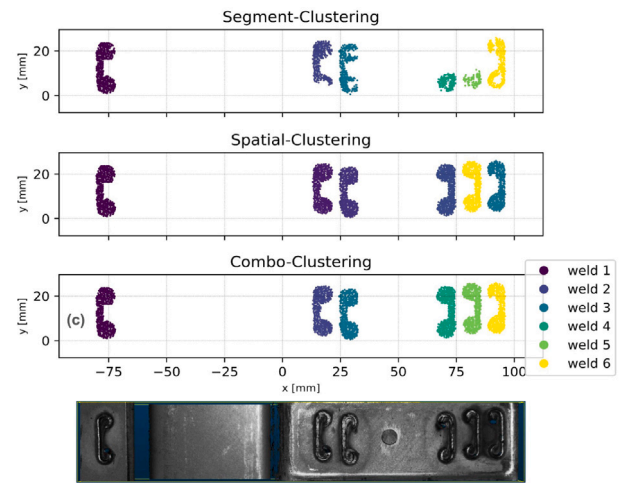 Segment-Clustering
y [mm]
20
0
Spatial-Clustering
y [mm]
20
0
Combo-Clustering
y [mm]
20
0
(c)
−75 −50 −25 0 25 50 75 100
x [mm]
weld 1
weld 2
weld 3
weld 4
weld 5
weld 6